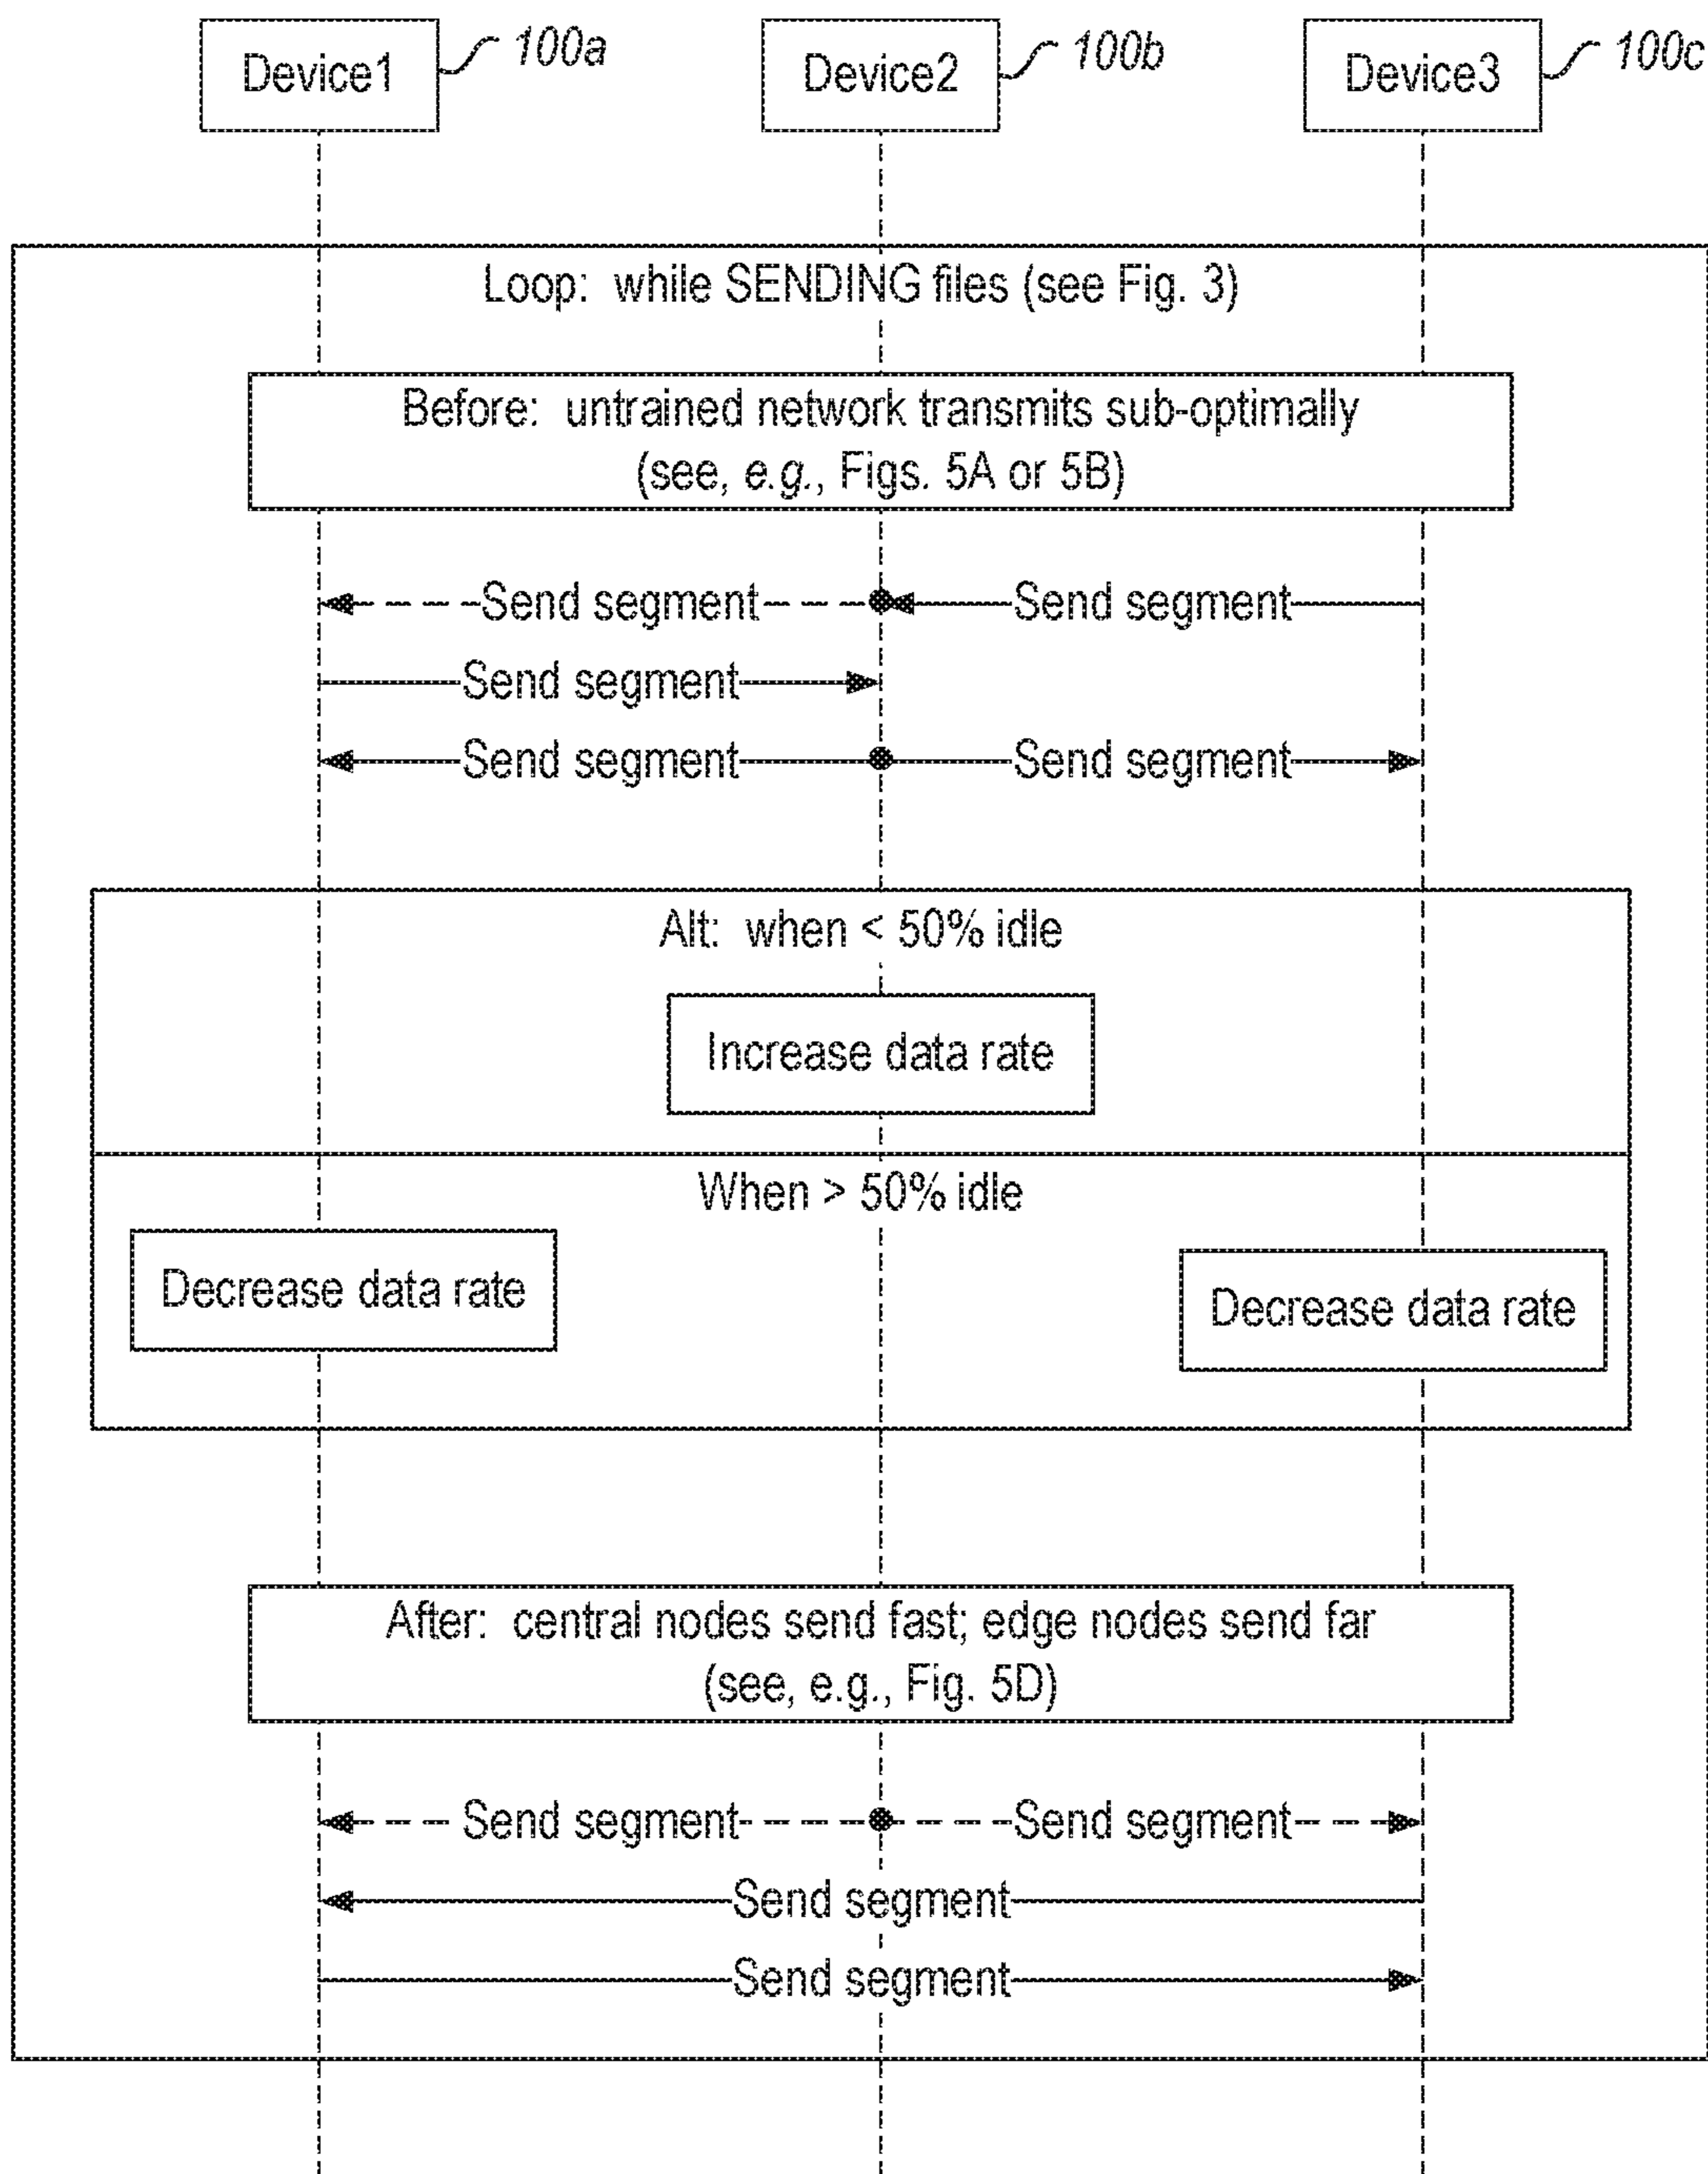 Device1 100a Device2 100b Device3 100c
Loop: while SENDING files (see Fig. 3)
Before: untrained network transmits sub-optimally
(see, e.g., Figs. 5A or 5B)
Send segment Send segment
Send segment
Send segment Send segment
Alt: when < 50% idle
Increase data rate
When > 50% idle
Decrease data rate
Decrease data rate
After: central nodes send fast; edge nodes send far
(see, e.g., Fig. 5D)
Send segment Send segment
Send segment
Send segment